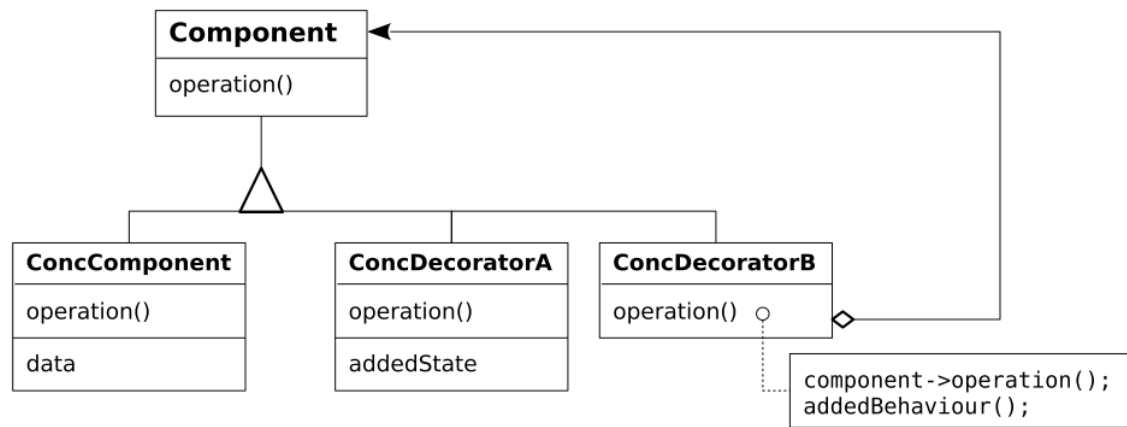 Component
operation()
ConcComponent
operation()
data
ConcDecoratorA
operation()
addedState
ConcDecoratorB
operation()
component->operation();
addedBehaviour();